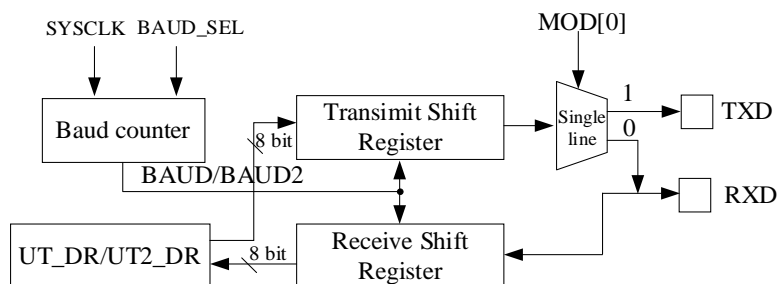 MOD[0]
SYSCLK BAUD_SEL
Baud counter
8 bit
Transimit Shift
Register
Single
line
1
0
TXD
BAUD/BAUD2
RXD
UT_DR/UT2_DR
8 bit
Receive Shift
Register